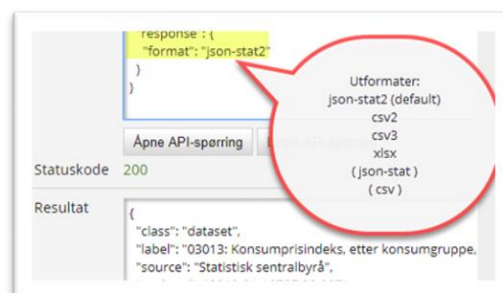 "response": {
"format": "json-stat2"
}
}
Utformater:
json-stat2 (default)
csv2
csv3
xlsx
( json-stat )
( csv )
Åpne API-spørring
Statuskode 200
Resultat
{
"class": "dataset",
"label": "03013: Konsumprisindeks, etter konsumgruppe,
"source": "Statistisk sentralbyrå",